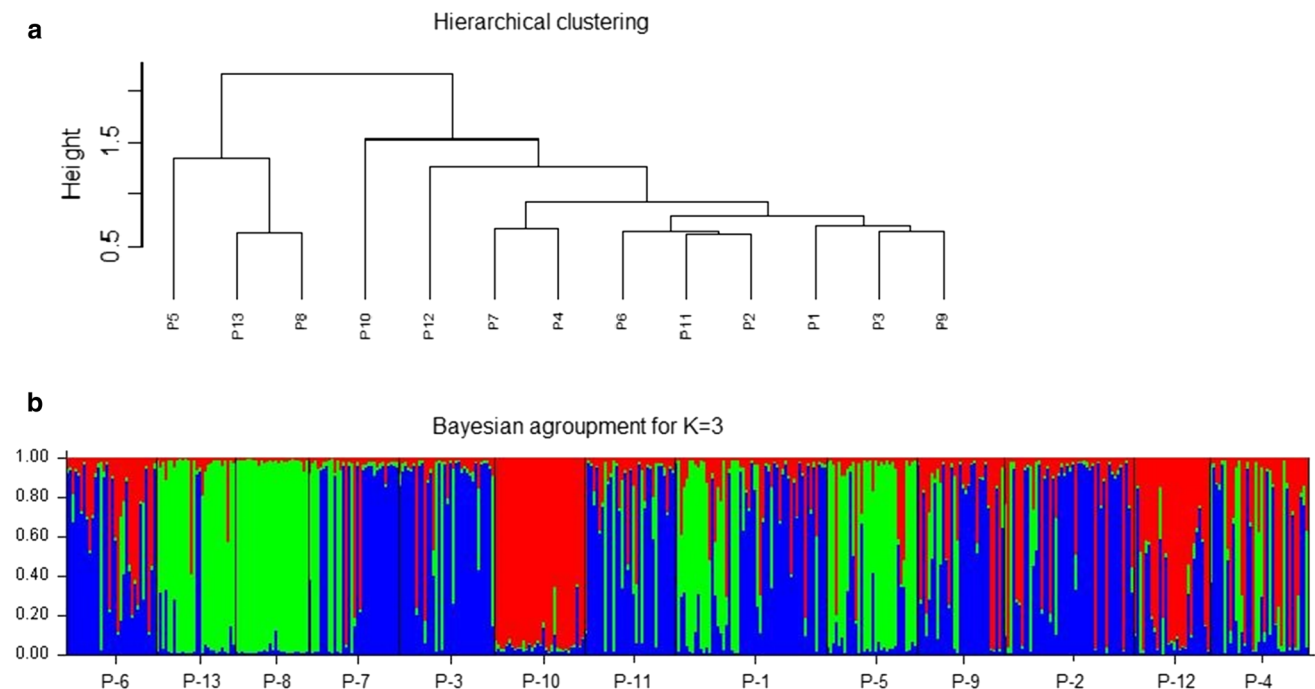 a
Hierarchical clustering
Height
1.5
0.5
P5 P13 P8 P10 P12 P7 P4 P6 P11 P2 P1 P3 P9
b
Bayesian agroupment for K=3
1.00
0.80
0.60
0.40
0.20
0.00
P-6 P-13 P-8 P-7 P-3 P-10 P-11 P-1 P-5 P-9 P-2 P-12 P-4